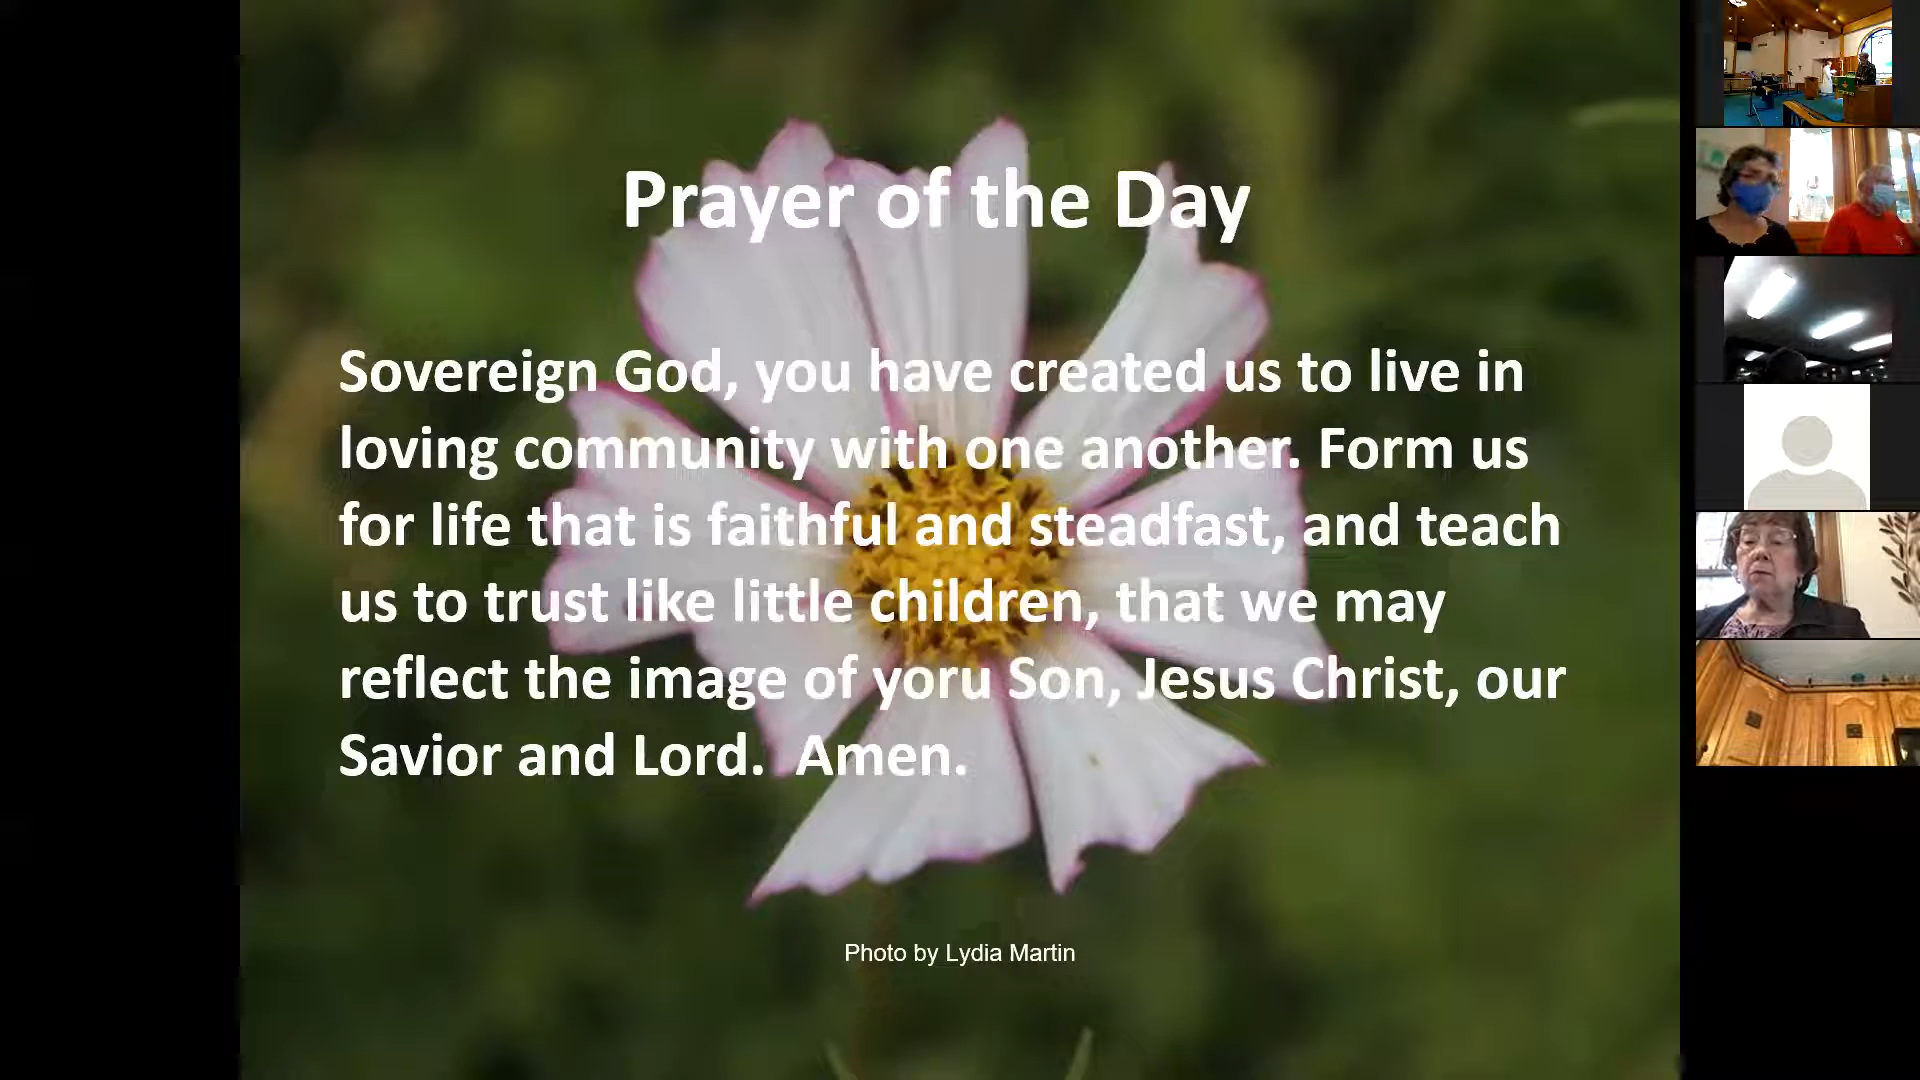 Prayer of the Day
Sovereign God, you have created us to live in
loving community with one another. Form us
for life that is faithful and steadfast, and teach
us to trust like little children, that we may
reflect the image of yoru Son, Jesus Christ, our
Savior and Lord.  Amen.
Photo by Lydia Martin